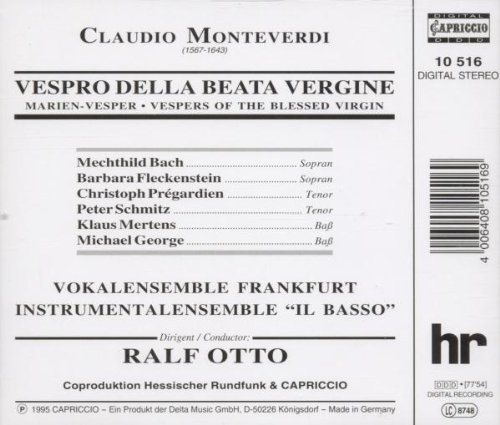 CLAUDIO MONTEVERDI
(1567-1643)
VESPRO DELLA BEATA VERGINE
MARIEN-VESPER • VESPERS OF THE BLESSED VIRGIN
Mechthild Bach Sopran
Barbara Fleckenstein Sopran
Christoph Prégardien Tenor
Peter Schmitz Tenor
Klaus Mertens Baß
Michael George Baß
VOKALENSEMBLE FRANKFURT
INSTRUMENTALENSEMBLE “IL BASSO”
Dirigent / Conductor:
RALF OTTO
Coproduktion Hessischer Rundfunk & CAPRICCIO
Ⓟ 1995 CAPRICCIO – Ein Produkt der Delta Music GmbH, D-50226 Königsdorf – Made in Germany
DIGITAL
CAPRICCIO
DDD
10 516
DIGITAL STEREO
4 006408 105169
hr
DDD •[77'54]
DIGITAL RECORDING
LC 8748